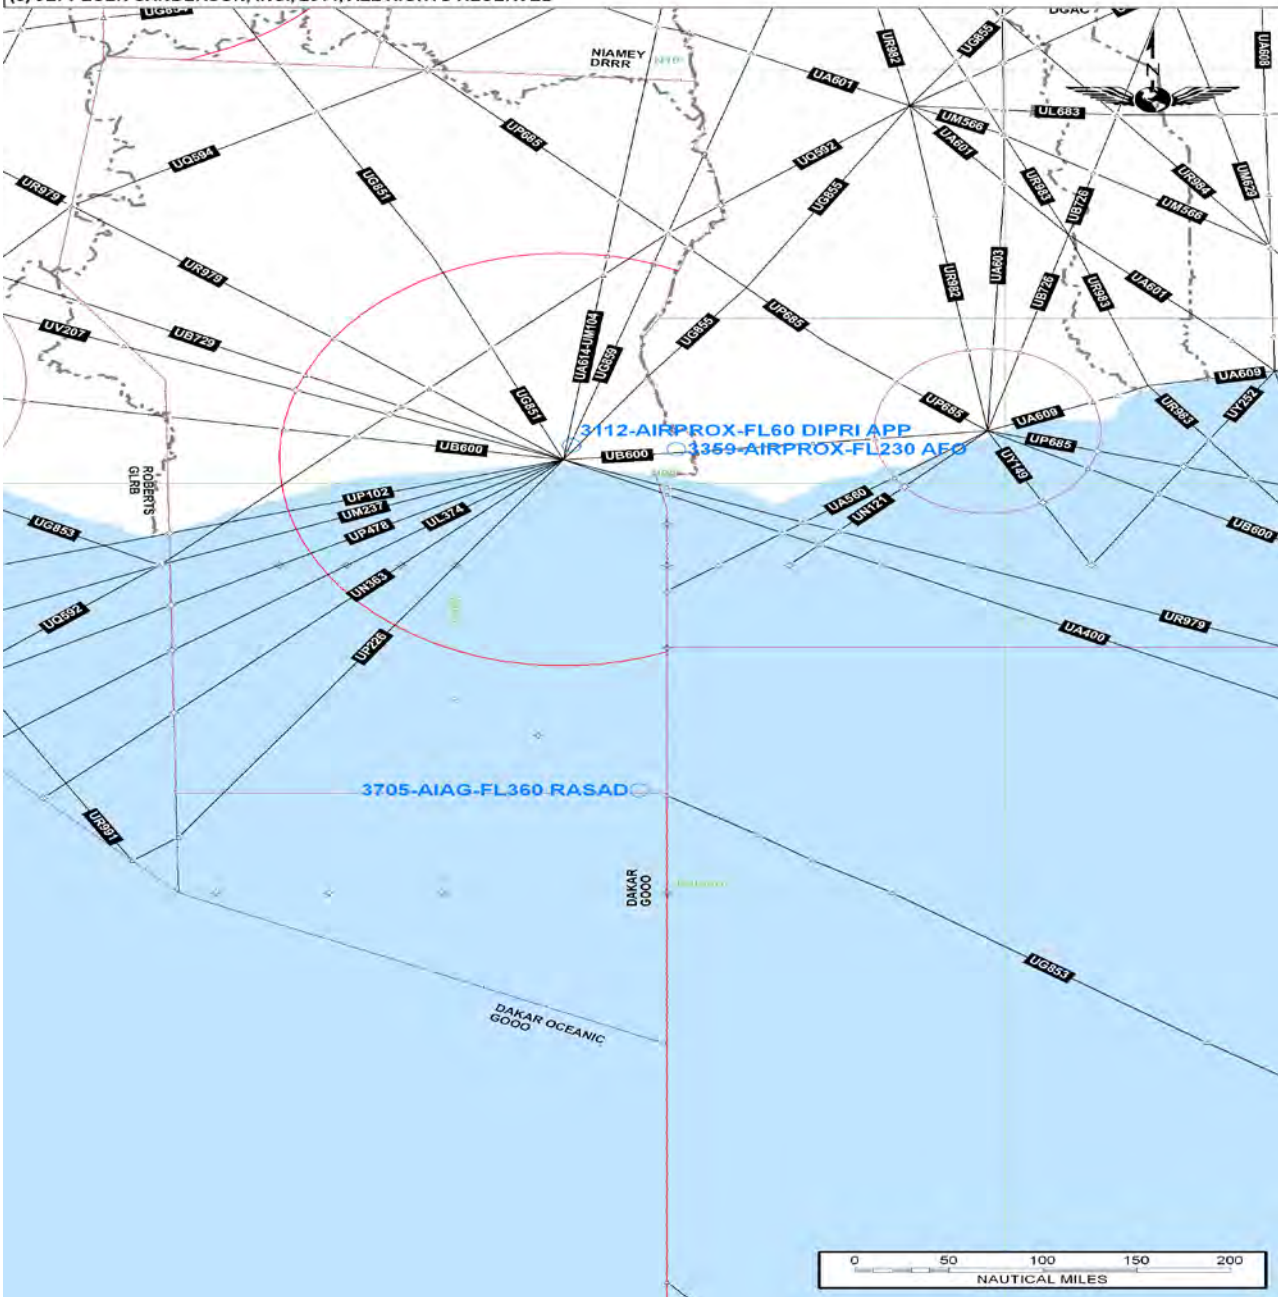 DGAC
UG855
UR982
UA608
NIAMEY
DRRR
UA601
UM566
UL683
UA601
UP685
UQ594
UQ592
UG851
UR979
UG855
UR983
UR984
UM629
UM566
UB726
UR979
UA603
UR982
UB726
UR983
UA601
UV207
UB729
UA614-UM104
UG859
UG855
UP685
UG851
UA609
UP685
UA609
UR983
UY252
3112-AIRPROX-FL60 DIPRI APP
UB600
UB600
3359-AIRPROX-FL230 AFO
UP685
UY149
ROBERTS
GLRB
UP102
UM237
UP478
UL374
UA560
UN121
UG853
UB600
UN363
UQ592
UP226
UR979
UA400
3705-AIAG-FL360 RASAD
UR991
DAKAR
GOOO
UG853
DAKAR OCEANIC
GOOO
0 50 100 150 200
NAUTICAL MILES